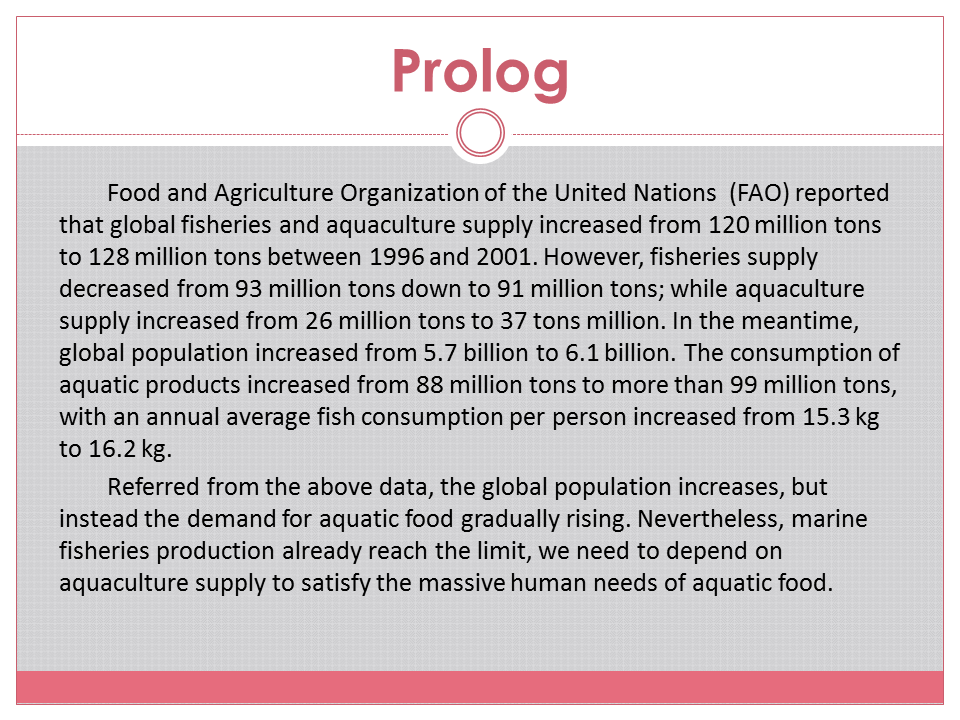 Prolog
Food and Agriculture Organization of the United Nations  (FAO) reported
that global fisheries and aquaculture supply increased from 120 million tons
to 128 million tons between 1996 and 2001. However, fisheries supply
decreased from 93 million tons down to 91 million tons; while aquaculture
supply increased from 26 million tons to 37 tons million. In the meantime,
global population increased from 5.7 billion to 6.1 billion.  The consumption of
aquatic products increased from 88 million tons to more than 99 million tons,
with an annual average fish consumption per person increased from 15.3 kg
to 16.2 kg.
Referred from the above data, the global population increases, but
instead the demand for aquatic food gradually rising. Nevertheless, marine
fisheries production already reach the limit, we need to depend on
aquaculture supply to satisfy the massive human needs of aquatic food.